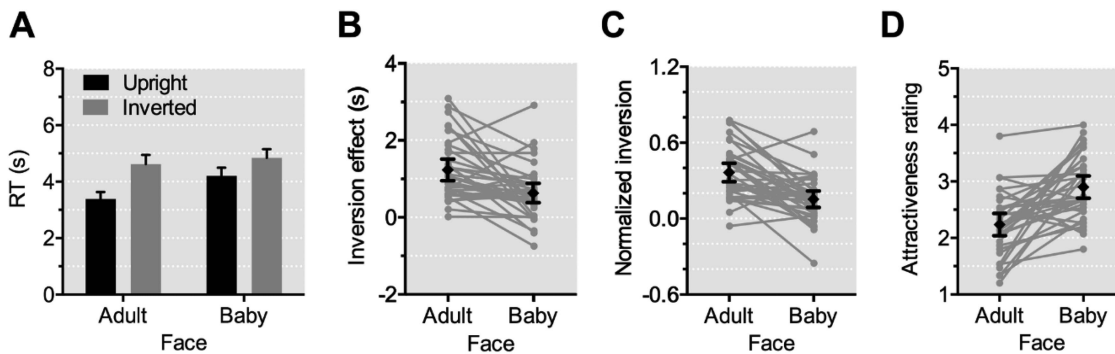 A
RT (s)
8
6
4
2
0
Upright
Inverted
Adult
Baby
Face
B
Inversion effect (s)
4
2
0
-2
Adult
Baby
Face
C
Normalized inversion
1.2
0.6
0.0
-0.6
Adult
Baby
Face
D
Attractiveness rating
5
4
3
2
1
Adult
Baby
Face